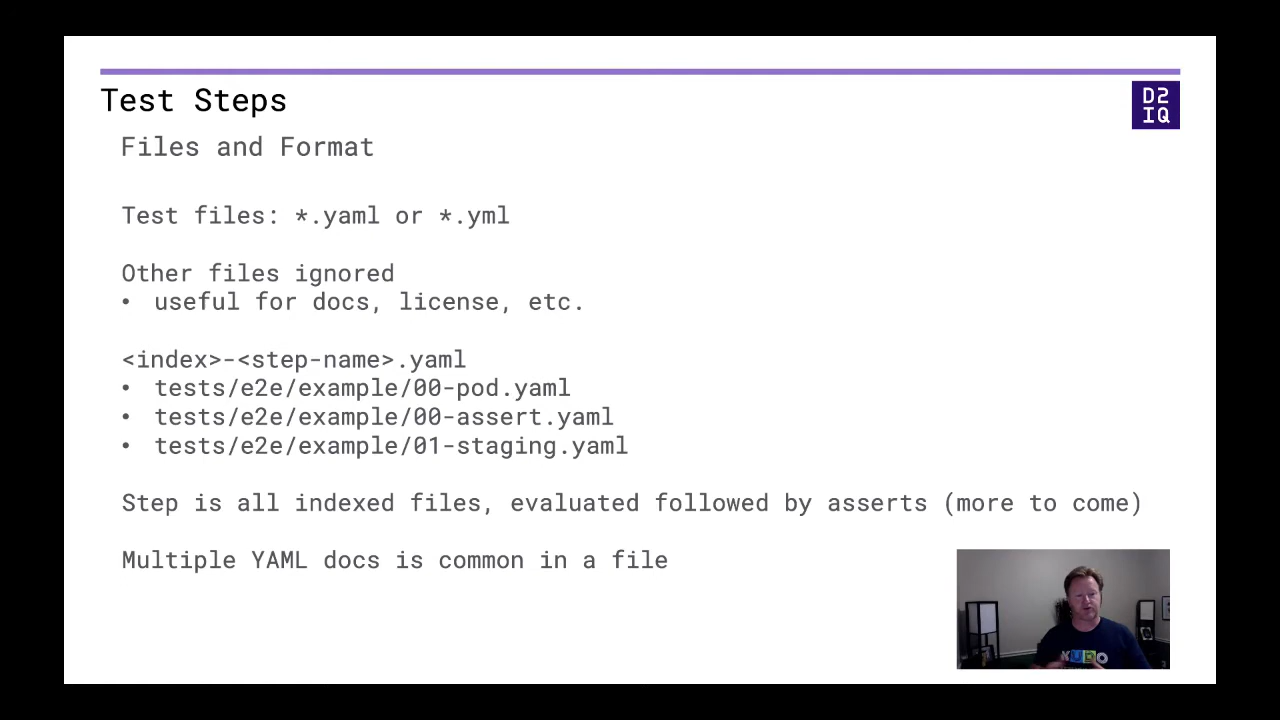 Test Steps
D2
IQ
Files and Format
Test files: *.yaml or *.yml
Other files ignored
• useful for docs, license, etc.
<index>-<step-name>.yaml
• tests/e2e/example/00-pod.yaml
• tests/e2e/example/00-assert.yaml
• tests/e2e/example/01-staging.yaml
Step is all indexed files, evaluated followed by asserts (more to come)
Multiple YAML docs is common in a file
KUDO